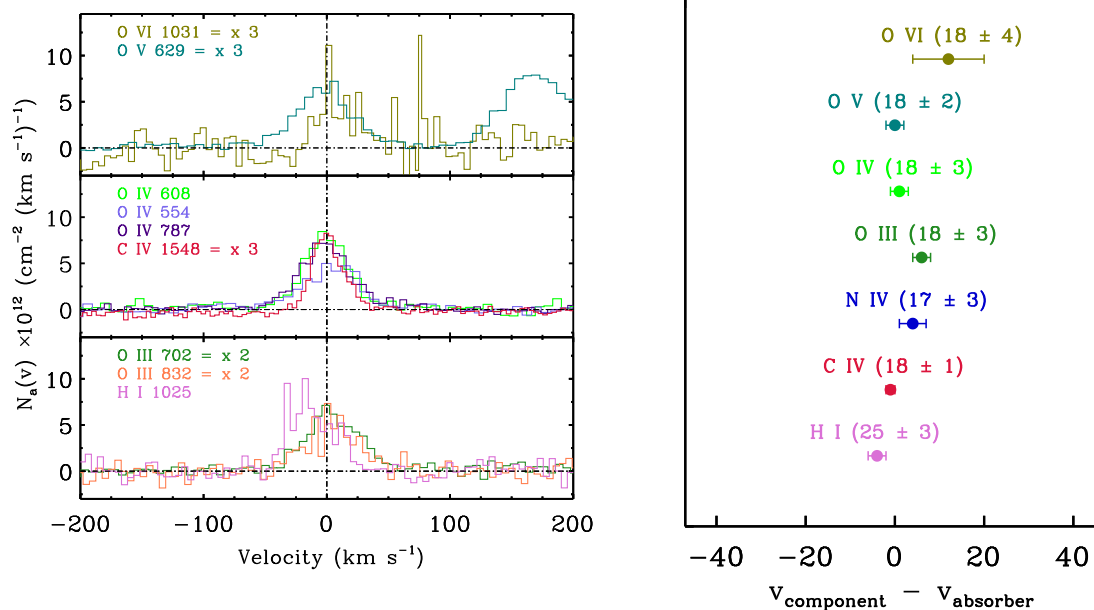 O VI 1031 = x 3
O V 629 = x 3
10
5
0
O IV 608
O IV 554
O IV 787
C IV 1548 = x 3
10
5
0
O III 702 = x 2
O III 832 = x 2
H I 1025
10
5
0
−200 −100 0 100 200
Velocity (km s⁻¹)
Nₐ(v) ×10¹² (cm⁻² (km s⁻¹)⁻¹)
O VI (18 ± 4)
O V (18 ± 2)
O IV (18 ± 3)
O III (18 ± 3)
N IV (17 ± 3)
C IV (18 ± 1)
H I (25 ± 3)
−40 −20 0 20 40
v_component − v_absorber